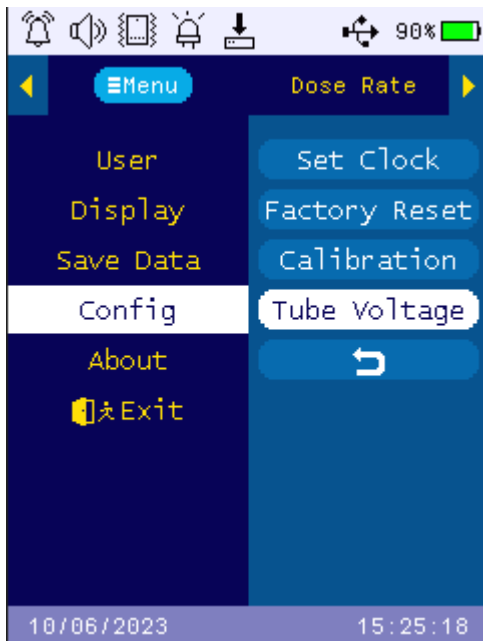 90%
≡Menu
Dose Rate
User
Set Clock
Display
Factory Reset
Save Data
Calibration
Config
Tube Voltage
About
Exit
10/06/2023
15:25:18